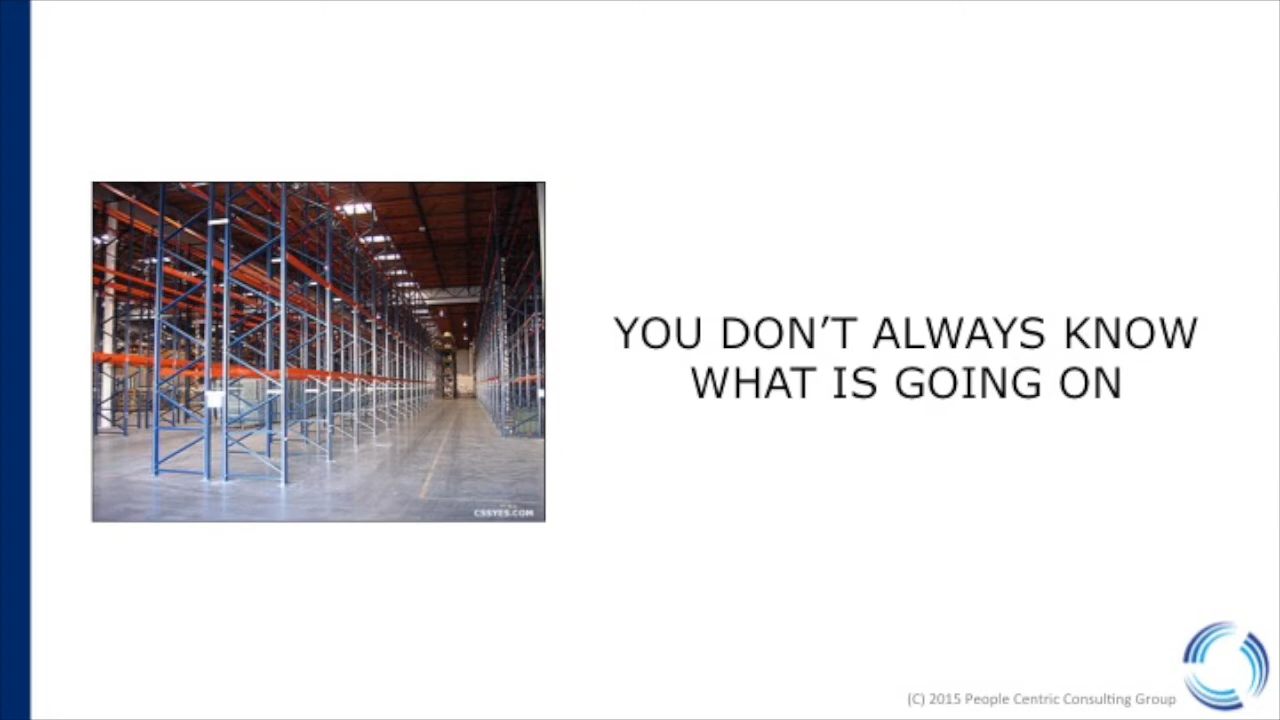 YOU DON’T ALWAYS KNOW
WHAT IS GOING ON
CSSYES.COM
(C) 2015 People Centric Consulting Group